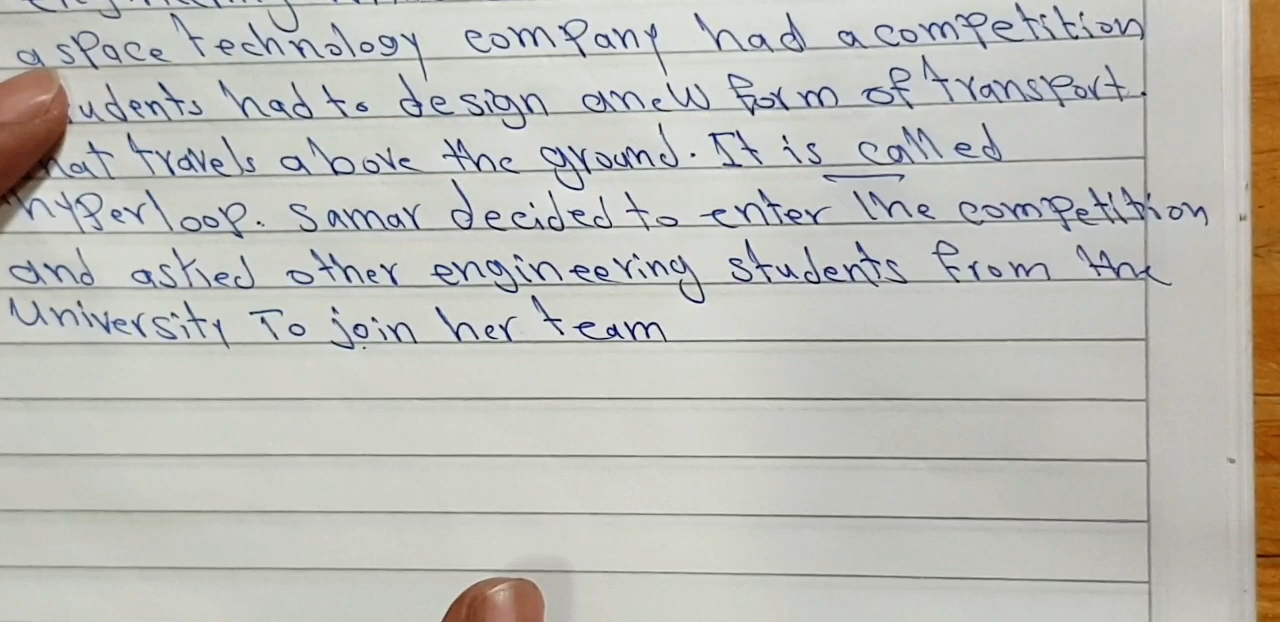 a space technology company had a competition
udents had to design anew form of transport.
hat travels above the ground. It is called
hyperloop. Samar decided to enter the competition
and asked other engineering students from the
University To join her team